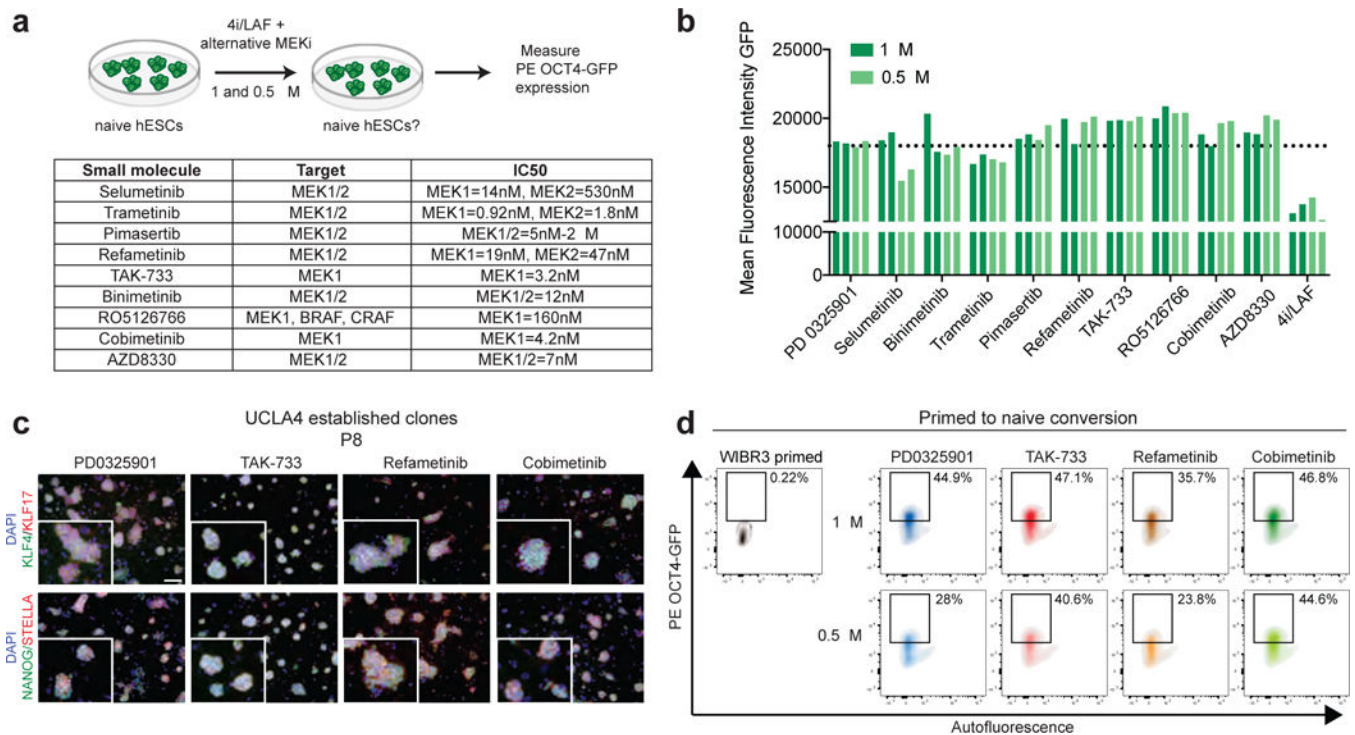 a
4i/LAF +
alternative MEKi
1 and 0.5 M
naive hESCs
naive hESCs?
Measure
PE OCT4-GFP
expression
Small molecule Target IC50
Selumetinib MEK1/2 MEK1=14nM, MEK2=530nM
Trametinib MEK1/2 MEK1=0.92nM, MEK2=1.8nM
Pimasertib MEK1/2 MEK1/2=5nM-2 M
Refametinib MEK1/2 MEK1=19nM, MEK2=47nM
TAK-733 MEK1 MEK1=3.2nM
Binimetinib MEK1/2 MEK1/2=12nM
RO5126766 MEK1, BRAF, CRAF MEK1=160nM
Cobimetinib MEK1 MEK1=4.2nM
AZD8330 MEK1/2 MEK1/2=7nM
b
Mean Fluorescence Intensity GFP
25000
20000
15000
10000
0
1 M
0.5 M
PD 0325901
Selumetinib
Binimetinib
Trametinib
Pimasertib
Refametinib
TAK-733
RO5126766
Cobimetinib
AZD8330
4i/LAF
c
UCLA4 established clones
P8
PD0325901 TAK-733 Refametinib Cobimetinib
DAPI
KLF4/KLF17
DAPI
NANOG/STELLA
d
Primed to naive conversion
WIBR3 primed PD0325901 TAK-733 Refametinib Cobimetinib
0.22% 44.9% 47.1% 35.7% 46.8%
1 M
28% 40.6% 23.8% 44.6%
0.5 M
PE OCT4-GFP
Autofluorescence